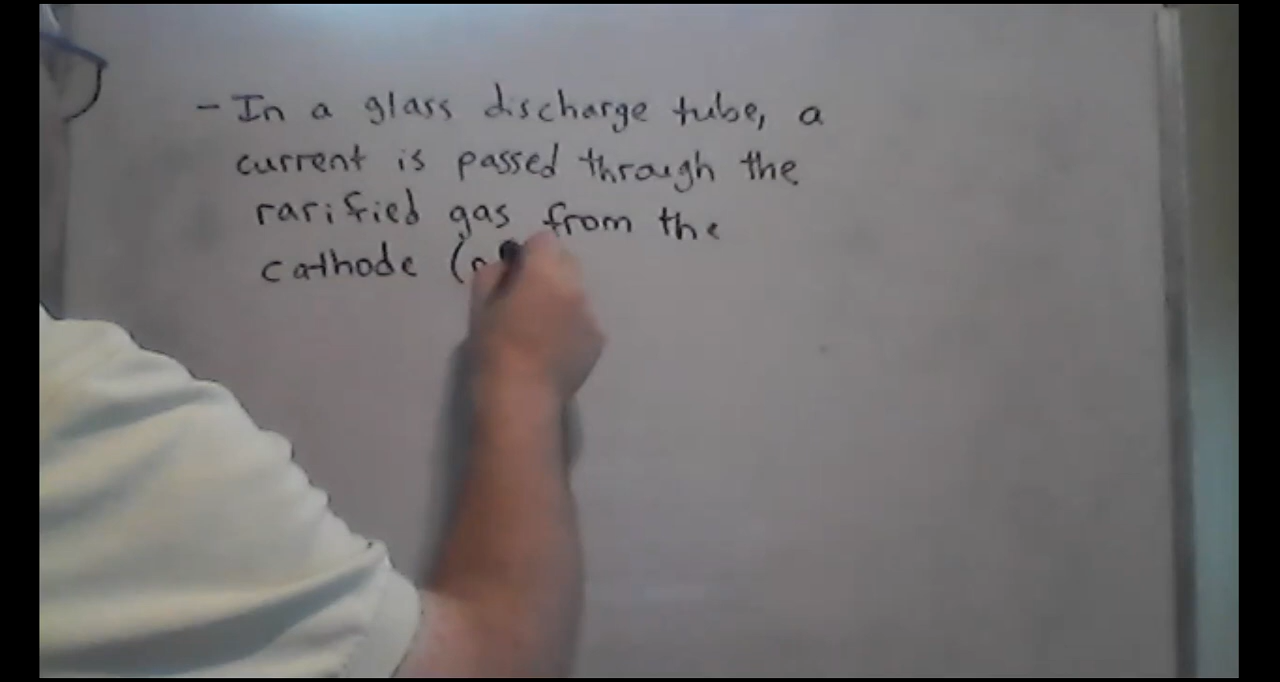 - In a glass discharge tube, a
current is passed through the
rarified gas from the
cathode (n